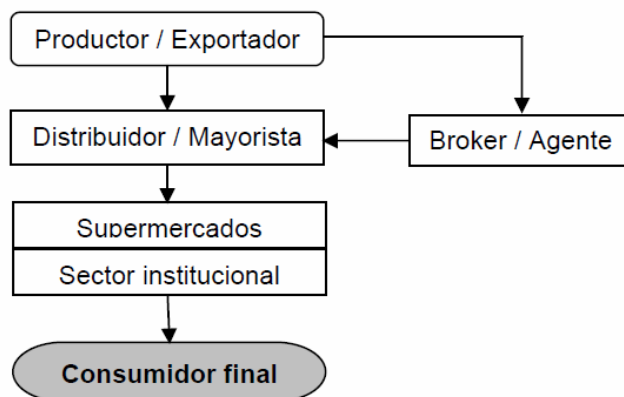 Productor / Exportador
Distribuidor / Mayorista
Broker / Agente
Supermercados
Sector institucional
Consumidor final